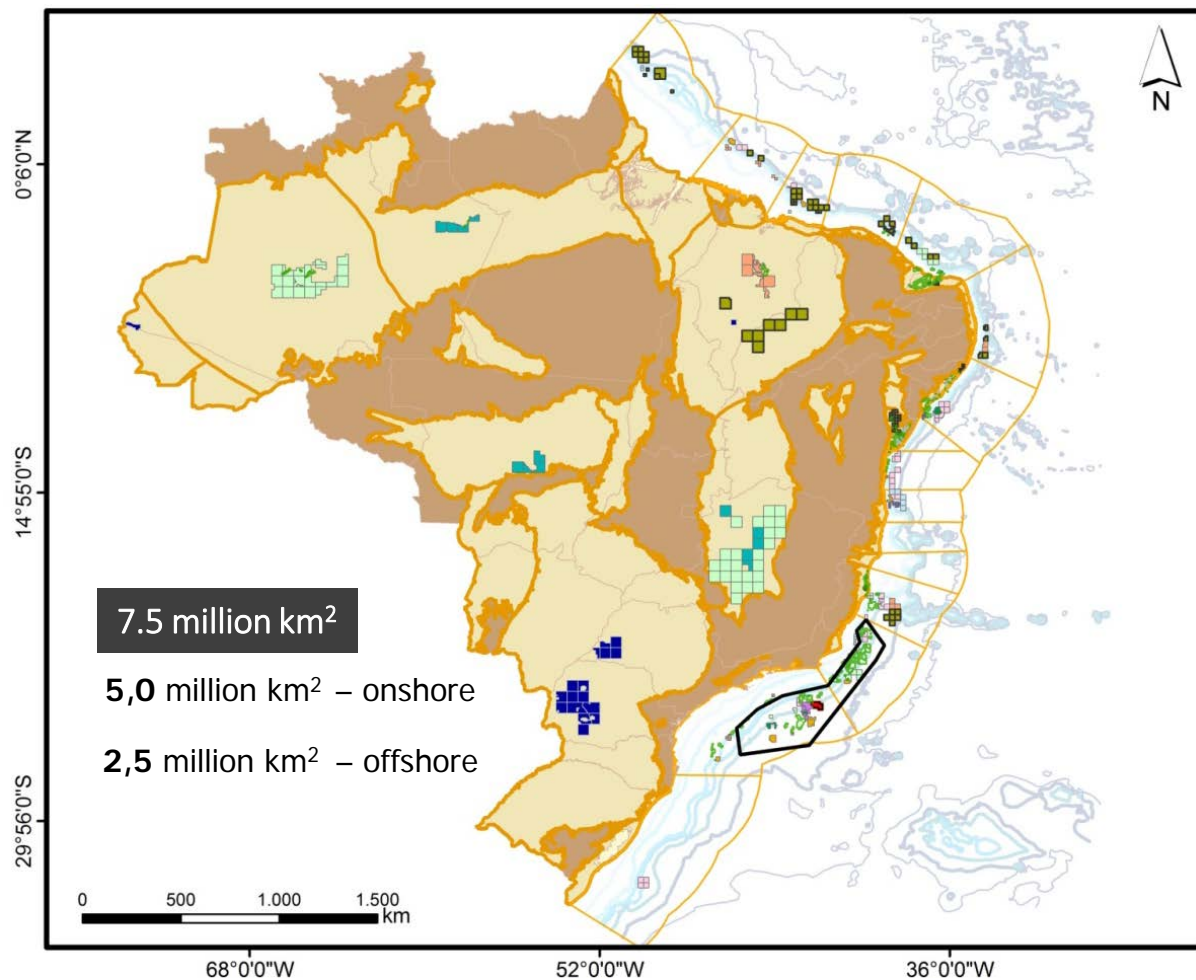 N
0°6'0"N
14°55'0"S
29°56'0"S
7.5 million km²
5,0 million km² – onshore
2,5 million km² – offshore
0 500 1.000 1.500
km
68°0'0"W 52°0'0"W 36°0'0"W